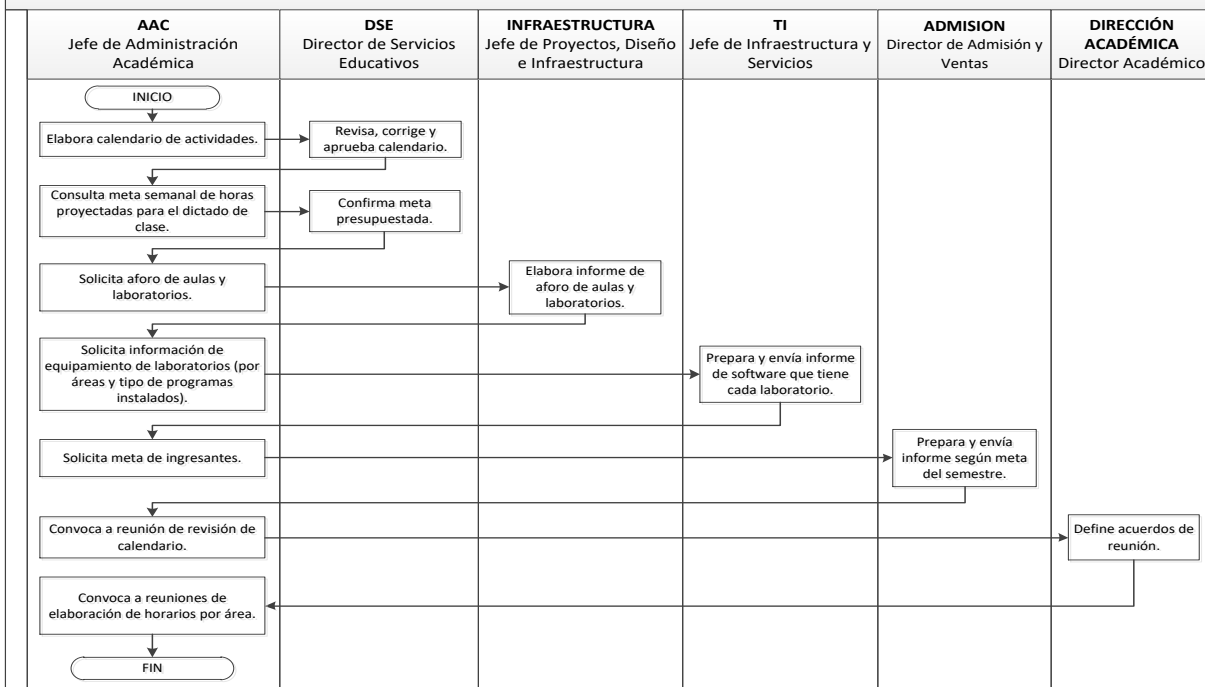 AAC
Jefe de Administración
Académica
DSE
Director de Servicios
Educativos
INFRAESTRUCTURA
Jefe de Proyectos, Diseño
e Infraestructura
TI
Jefe de Infraestructura y
Servicios
ADMISION
Director de Admisión y
Ventas
DIRECCIÓN
ACADÉMICA
Director Académico
INICIO
Elabora calendario de actividades.
Revisa, corrige y
aprueba calendario.
Consulta meta semanal de horas
proyectadas para el dictado de
clase.
Confirma meta
presupuestada.
Solicita aforo de aulas y
laboratorios.
Elabora informe de
aforo de aulas y
laboratorios.
Solicita información de
equipamiento de laboratorios (por
áreas y tipo de programas
instalados).
Prepara y envía informe
de software que tiene
cada laboratorio.
Solicita meta de ingresantes.
Prepara y envía
informe según meta
del semestre.
Convoca a reunión de revisión de
calendario.
Define acuerdos de
reunión.
Convoca a reuniones de
elaboración de horarios por área.
FIN